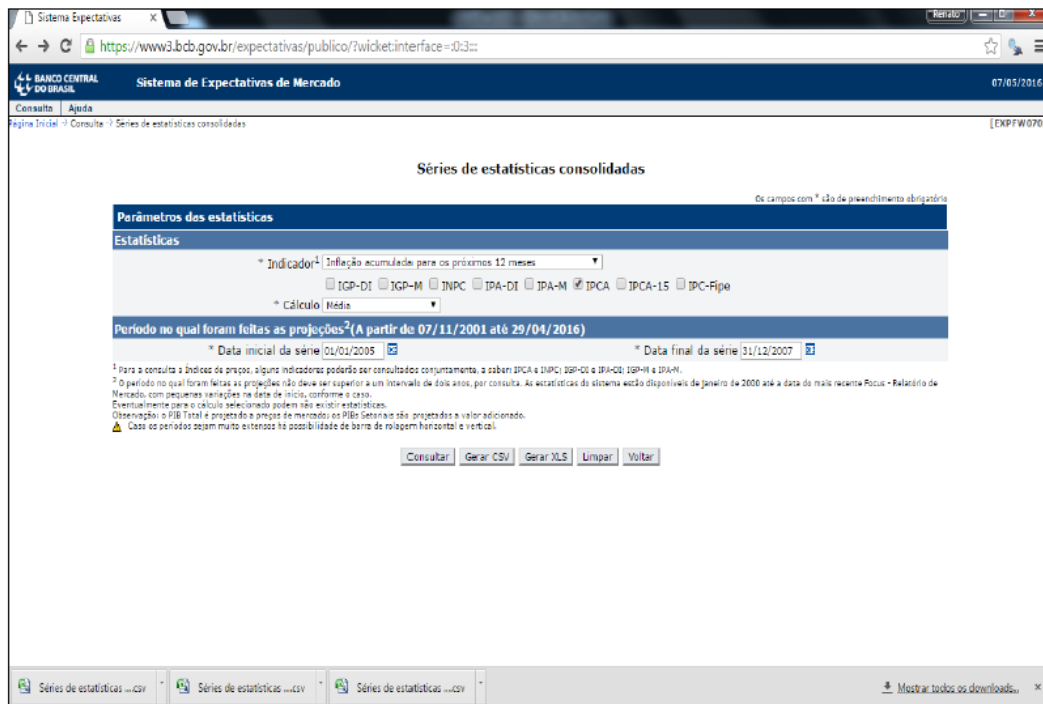 Sistema Expectativas
Renato
https://www3.bcb.gov.br/expectativas/publico/?wicket:interface=:0:3:::
BANCO CENTRAL
DO BRASIL
Sistema de Expectativas de Mercado
07/05/2016
Consulta Ajuda
Página Inicial -> Consulta -> Séries de estatísticas consolidadas
[EXPFW070
Séries de estatísticas consolidadas
Os campos com * são de preenchimento obrigatório
Parâmetros das estatísticas
Estatísticas
* Indicador1 Inflação acumulada para os próximos 12 meses
IGP-DI IGP-M INPC IPA-DI IPA-M IPCA IPCA-15 IPC-Fipe
* Cálculo Média
Período no qual foram feitas as projeções2(A partir de 07/11/2001 até 29/04/2016)
* Data inicial da série 01/01/2005
* Data final da série 31/12/2007
1 Para a consulta a índices de preços, alguns indicadores poderão ser consultados conjuntamente, a saber: IPCA e INPC; IGP-DI e IPA-DI; IGP-M e IPA-M.
2 O período no qual foram feitas as projeções não deve ser superior a um intervalo de dois anos, por consulta. As estatísticas do sistema estão disponíveis de janeiro de 2000 até a data do mais recente Focus - Relatório de
Mercado, com pequenas variações na data de início, conforme o caso.
Eventualmente para o cálculo selecionado podem não existir estatísticas.
Observação: o PIB Total é projetado a preços de mercado; os PIBs Setoriais são projetados a valor adicionado.
Caso os períodos sejam muito extensos há possibilidade de barra de rolagem horizontal e vertical.
Consultar Gerar CSV Gerar XLS Limpar Voltar
Séries de estatísticas ....csv
Séries de estatísticas ....csv
Séries de estatísticas ....csv
Mostrar todos os downloads...